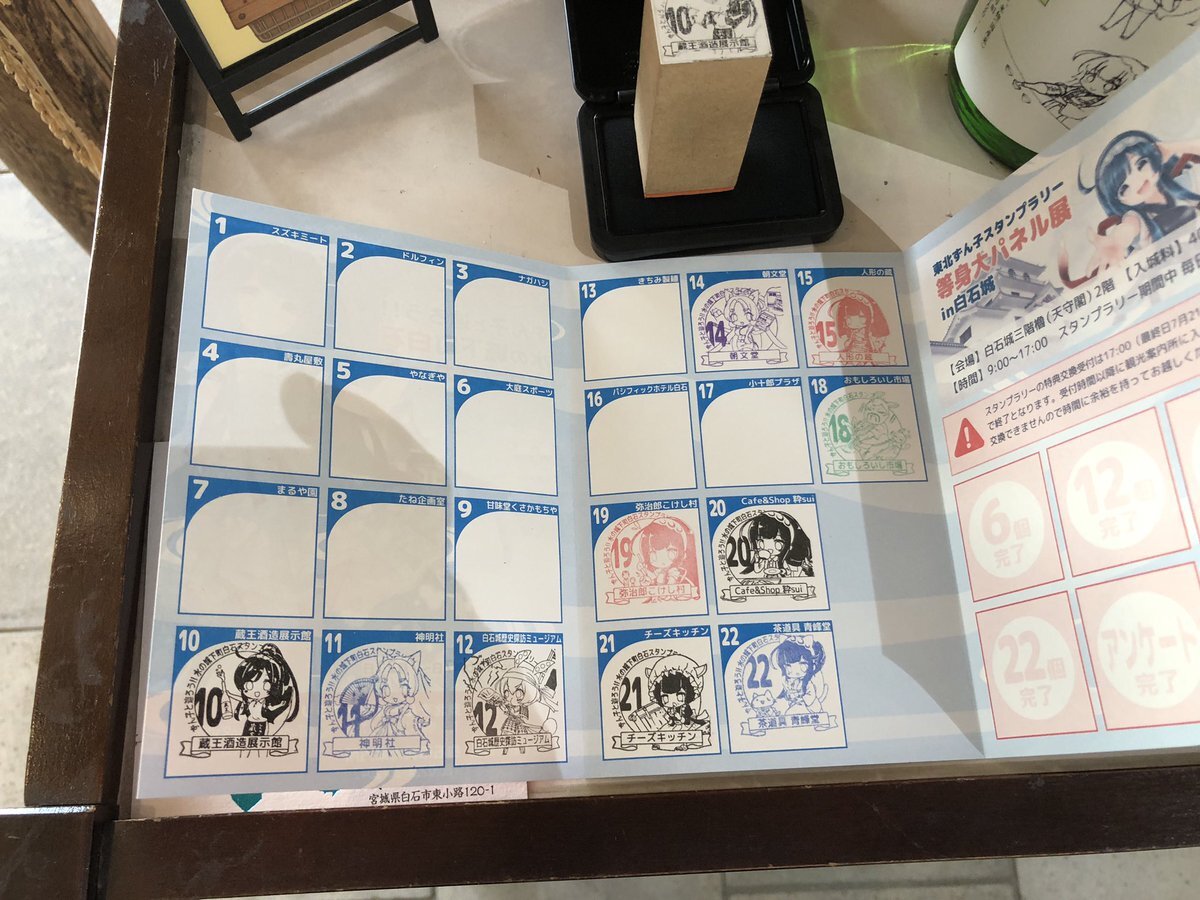 10
蔵王酒造展示館
1
スズキミート
2
ドルフィン
3
ナガハシ
4
壽丸屋敷
5
やなぎや
6
大庭スポーツ
7
まるや園
8
たね企画室
9
甘味堂くさかもちや
10
蔵王酒造展示館
10
蔵王酒造展示館
11
神明社
11
神明社
12
白石城歴史探訪ミュージアム
12
白石城歴史探訪ミュージアム
宮城県白石市東小路120-1
13
きちみ製麺
14
朝文堂
14
朝文堂
15
人形の蔵
15
人形の蔵
16
パシフィックホテル白石
17
小十郎プラザ
18
おもしろいし市場
18
おもしろいし市場
19
弥治郎こけし村
19
弥治郎こけし村
20
Cafe&Shop 粋sui
20
Cafe&Shop 粋sui
21
チーズキッチン
21
チーズキッチン
22
茶道具 青峰堂
22
茶道具 青峰堂
東北ずん子スタンプラリー
等身大パネル展
in白石城
【会場】白石城三階櫓(天守閣)2階 【入城料】
【時間】9:00~17:00 スタンプラリー期間中
スタンプラリーの特典交換受付は17:00(最終日7月
で終了となります。受付時間以降に観光案内所に
交換できませんので時間に余裕を持ってお越し
6個
完了
12
完了
22個
完了
アンケート
完了